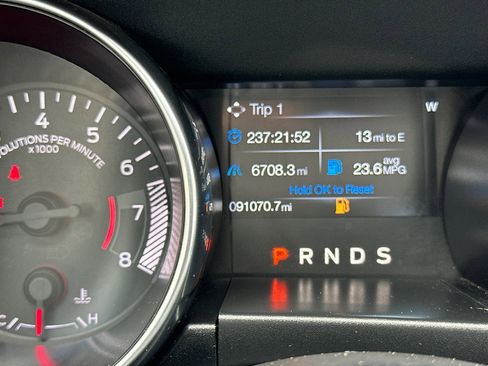 Trip 1
W
237:21:52 13 mi to E
6708.3 mi 23.6 avg MPG
Hold OK to Reset
091070.7 mi
P R N D S
4 5 6 7 8
OLUTIONS PER MINUTE
x1000
C H